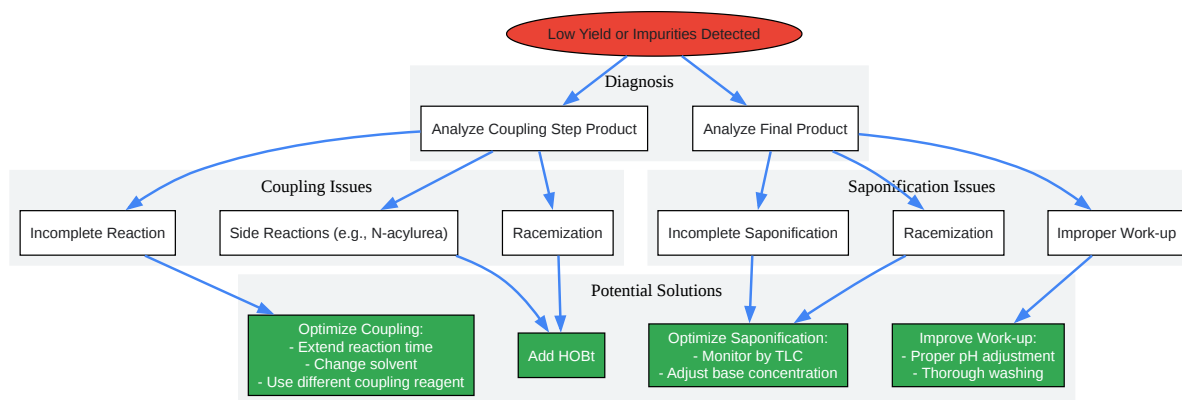 Low Yield or Impurities Detected
Diagnosis
Analyze Coupling Step Product
Analyze Final Product
Coupling Issues
Saponification Issues
Incomplete Reaction
Side Reactions (e.g., N-acylurea)
Racemization
Incomplete Saponification
Racemization
Improper Work-up
Potential Solutions
Optimize Coupling:
- Extend reaction time
- Change solvent
- Use different coupling reagent
Add HOBt
Optimize Saponification:
- Monitor by TLC
- Adjust base concentration
Improve Work-up:
- Proper pH adjustment
- Thorough washing